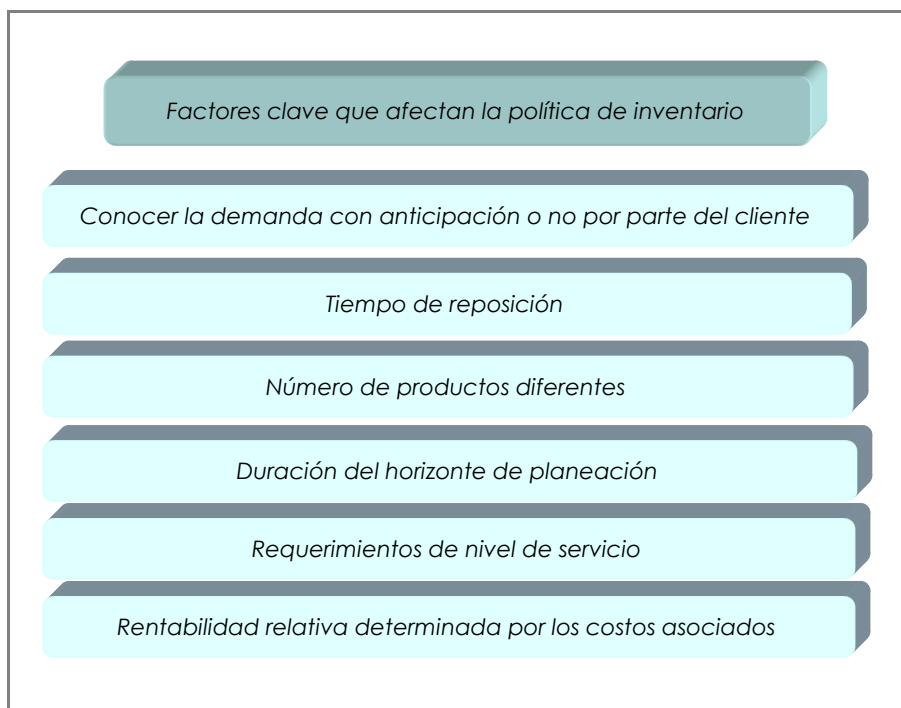 Factores clave que afectan la política de inventario
Conocer la demanda con anticipación o no por parte del cliente
Tiempo de reposición
Número de productos diferentes
Duración del horizonte de planeación
Requerimientos de nivel de servicio
Rentabilidad relativa determinada por los costos asociados